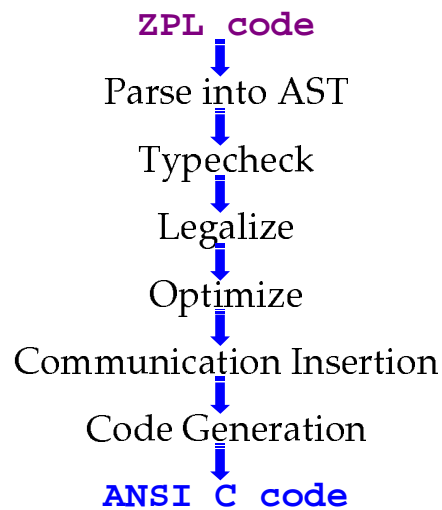 ZPL code
Parse into AST
Typecheck
Legalize
Optimize
Communication Insertion
Code Generation
ANSI C code